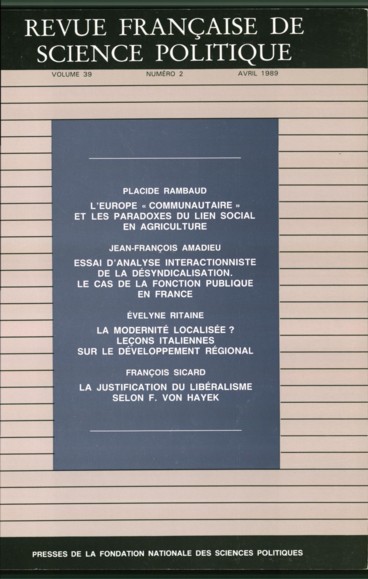 REVUE FRANÇAISE DE
SCIENCE POLITIQUE
VOLUME 39 NUMÉRO 2 AVRIL 1989
PLACIDE RAMBAUD
L'EUROPE « COMMUNAUTAIRE »
ET LES PARADOXES DU LIEN SOCIAL
EN AGRICULTURE
JEAN-FRANÇOIS AMADIEU
ESSAI D'ANALYSE INTERACTIONNISTE
DE LA DÉSYNDICALISATION.
LE CAS DE LA FONCTION PUBLIQUE
EN FRANCE
ÉVELYNE RITAINE
LA MODERNITÉ LOCALISÉE ?
LEÇONS ITALIENNES
SUR LE DÉVELOPPEMENT RÉGIONAL
FRANÇOIS SICARD
LA JUSTIFICATION DU LIBÉRALISME
SELON F. VON HAYEK
PRESSES DE LA FONDATION NATIONALE DES SCIENCES POLITIQUES